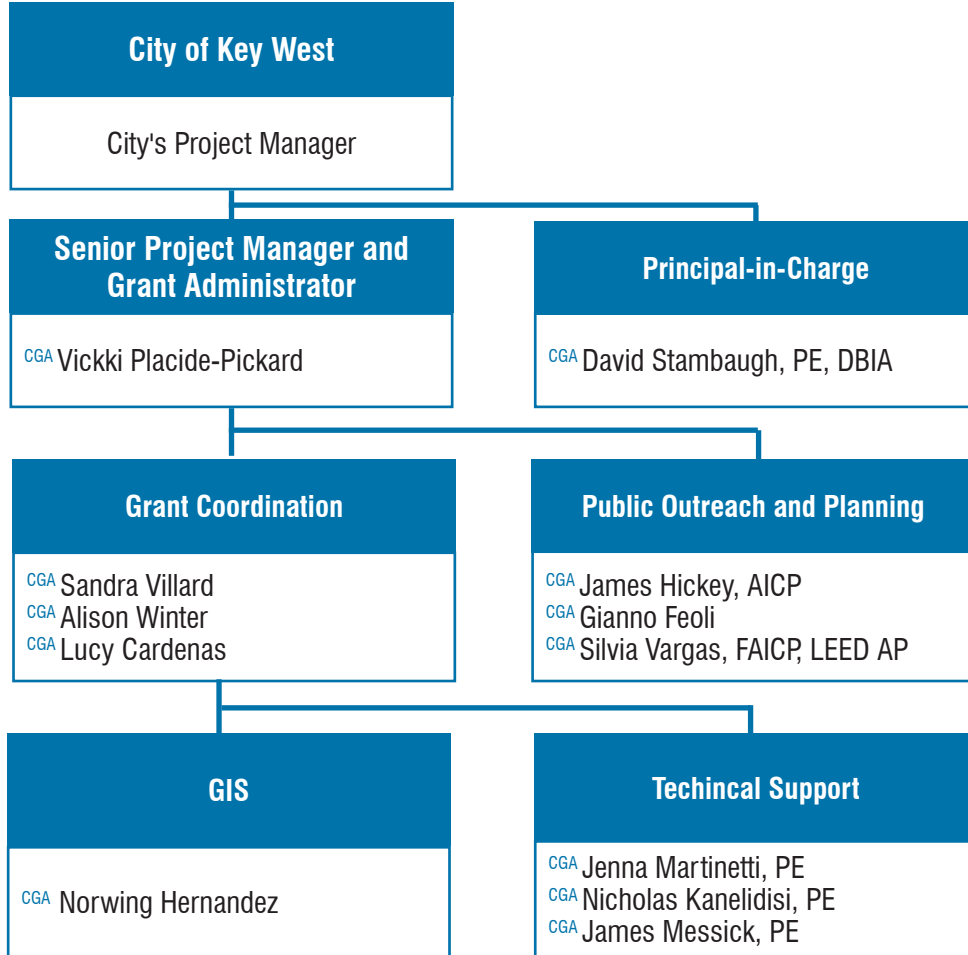 City of Key West
City's Project Manager
Senior Project Manager and
Grant Administrator
CGA Vickki Placide-Pickard
Principal-in-Charge
CGA David Stambaugh, PE, DBIA
Grant Coordination
CGA Sandra Villard
CGA Alison Winter
CGA Lucy Cardenas
Public Outreach and Planning
CGA James Hickey, AICP
CGA Gianno Feoli
CGA Silvia Vargas, FAICP, LEED AP
GIS
CGA Norwing Hernandez
Techincal Support
CGA Jenna Martinetti, PE
CGA Nicholas Kanelidisi, PE
CGA James Messick, PE